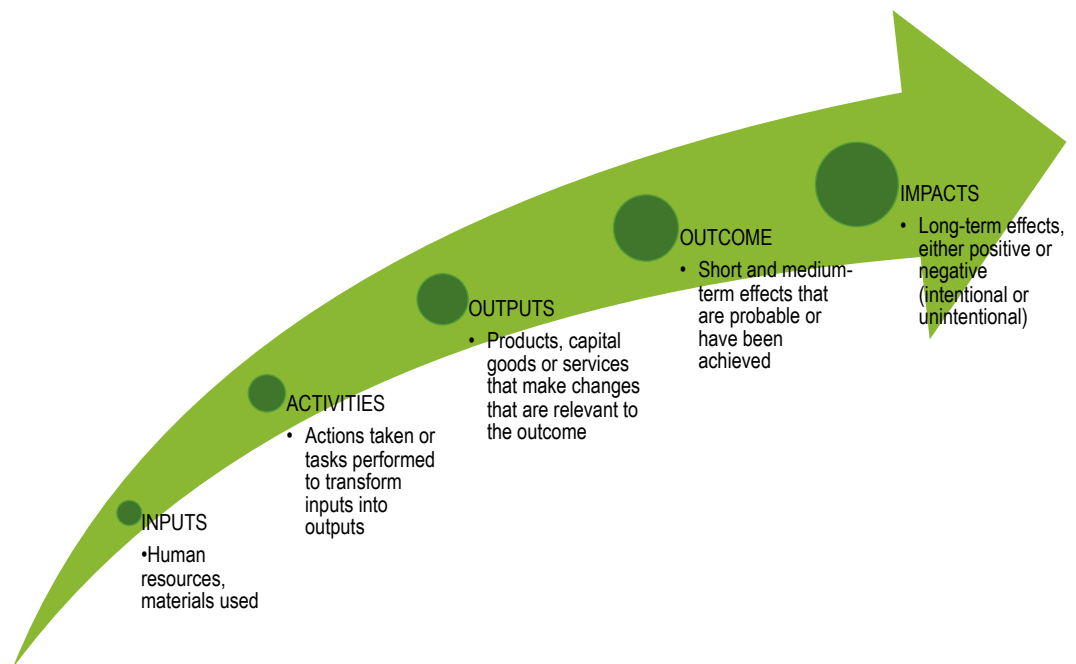 INPUTS
•Human
resources,
materials used
ACTIVITIES
• Actions taken or
tasks performed
to transform
inputs into
outputs
OUTPUTS
• Products, capital
goods or services
that make changes
that are relevant to
the outcome
OUTCOME
• Short and medium-
term effects that
are probable or
have been
achieved
IMPACTS
• Long-term effects,
either positive or
negative
(intentional or
unintentional)